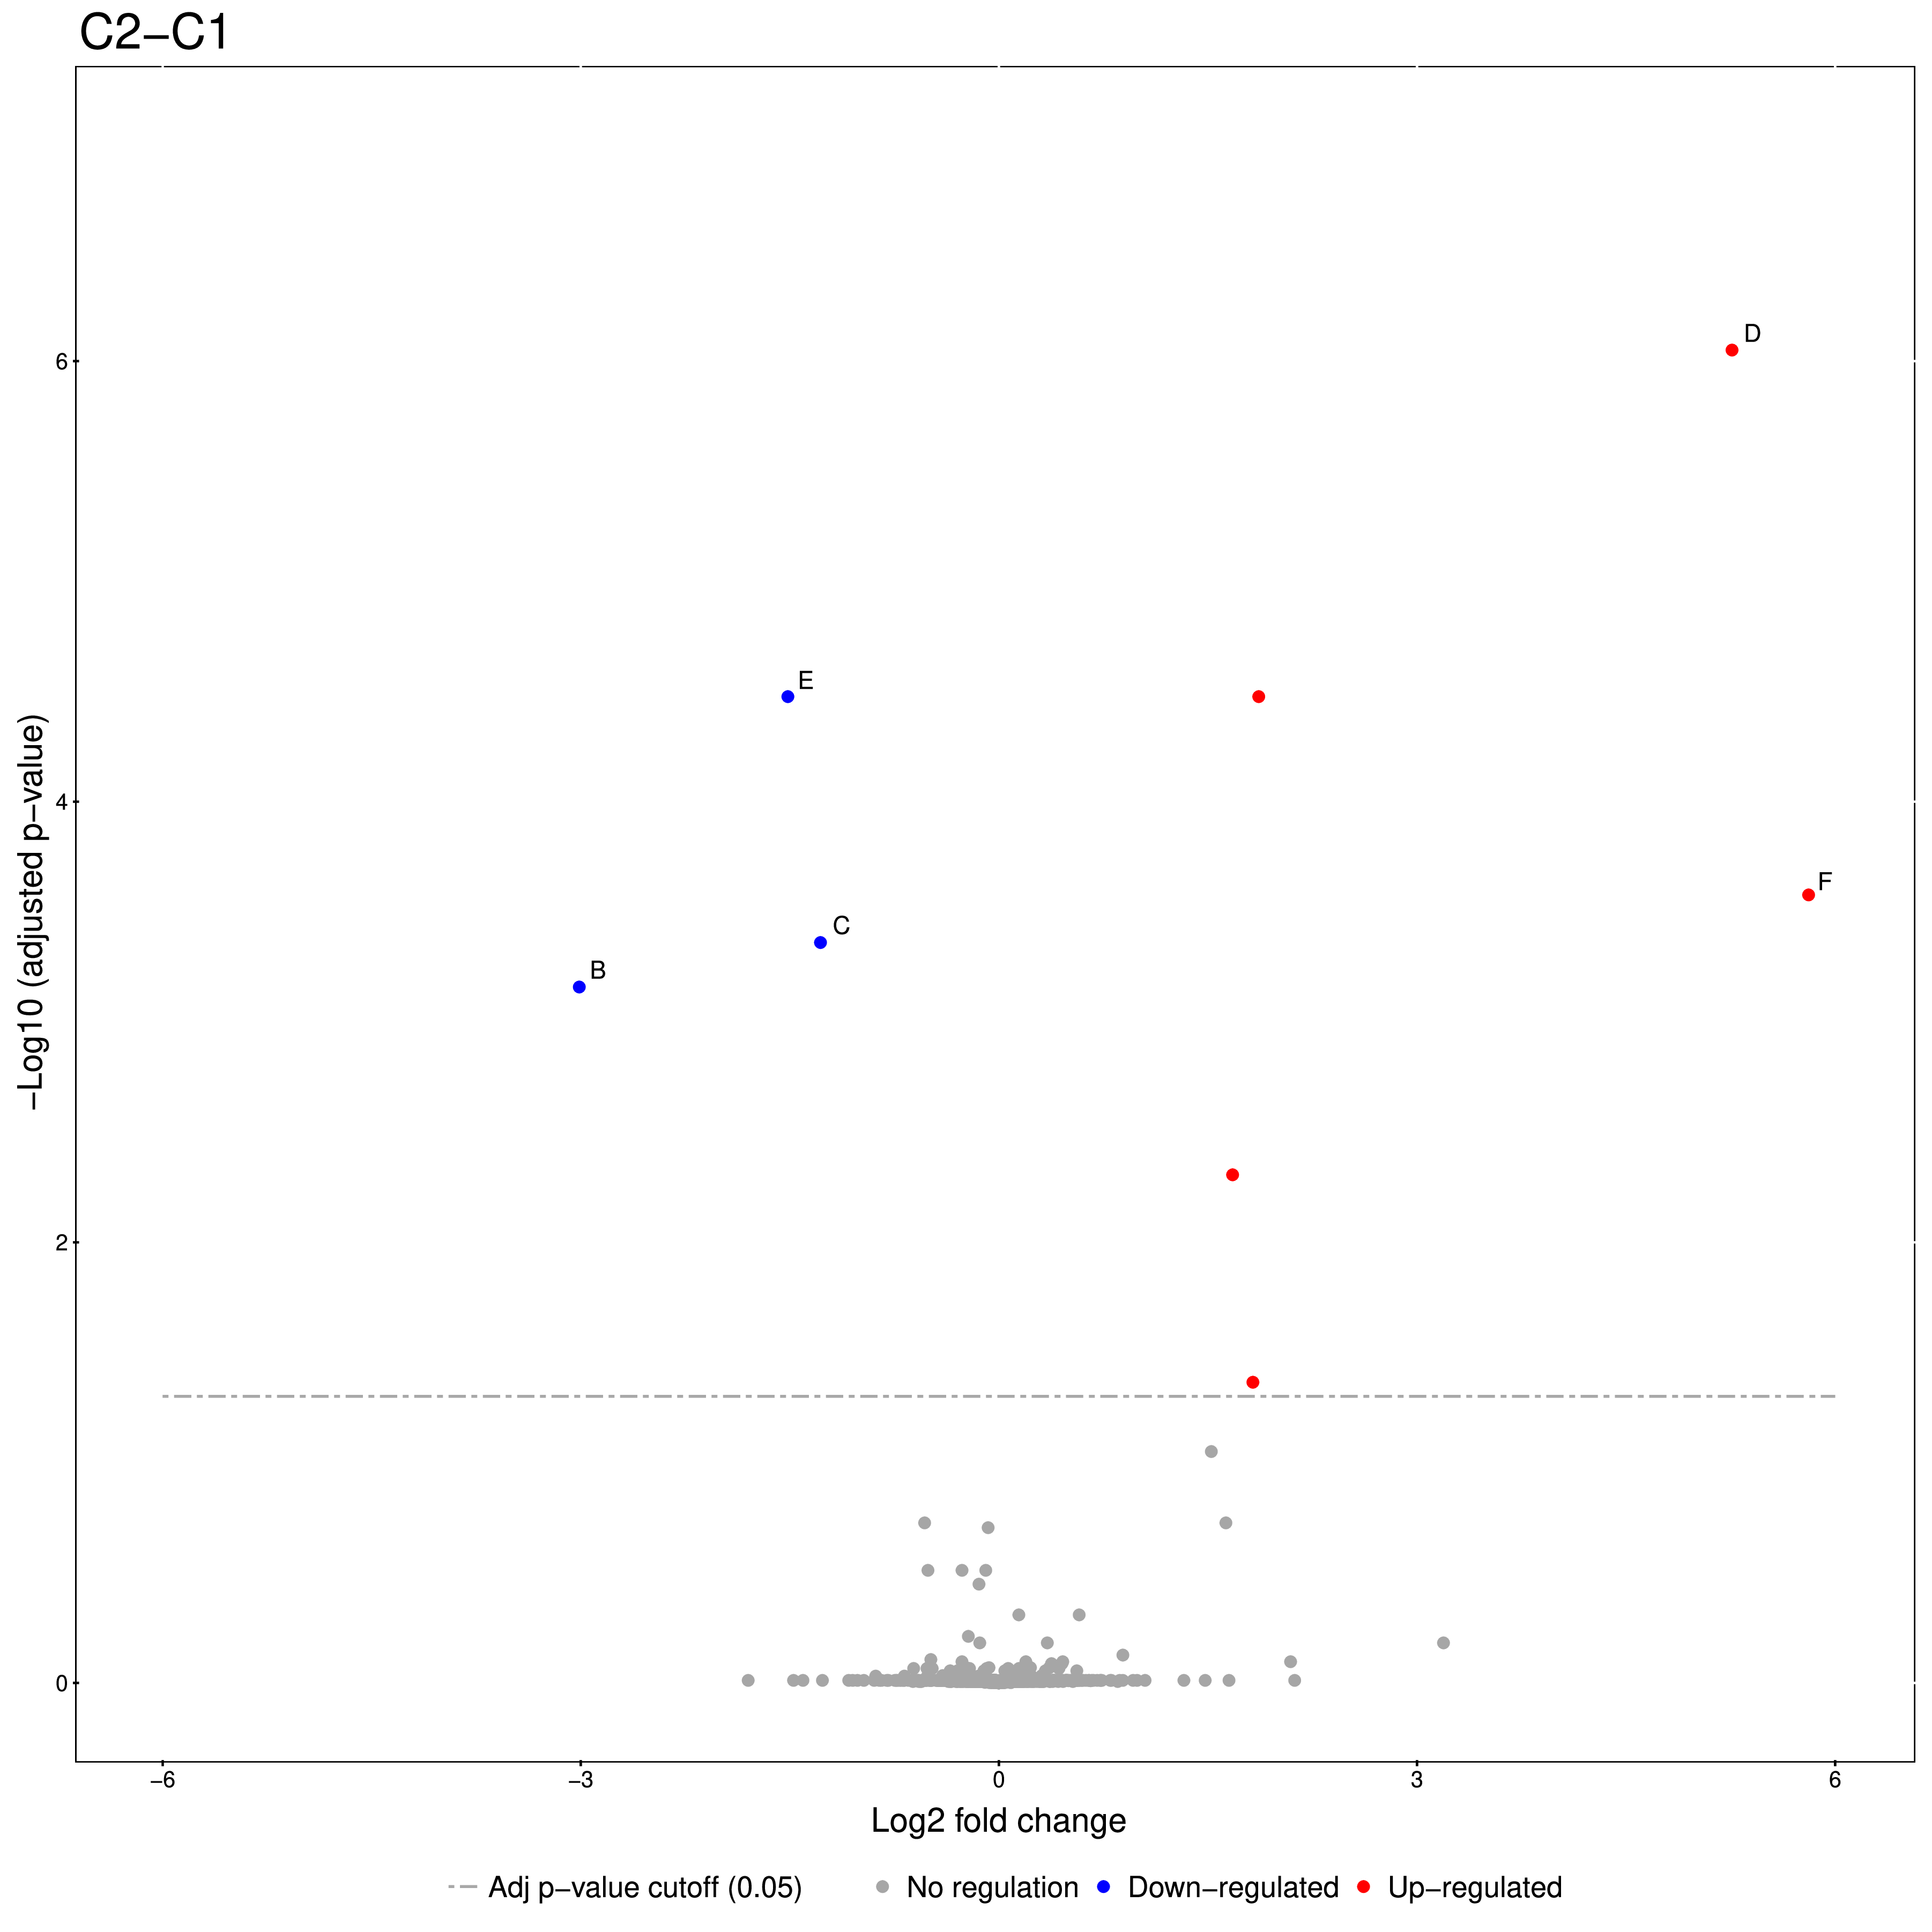 C2−C1
−Log10 (adjusted p−value)
6
4
2
0
D
E
F
C
B
−6
−3
0
3
6
Log2 fold change
Adj p−value cutoff (0.05)
No regulation
Down−regulated
Up−regulated